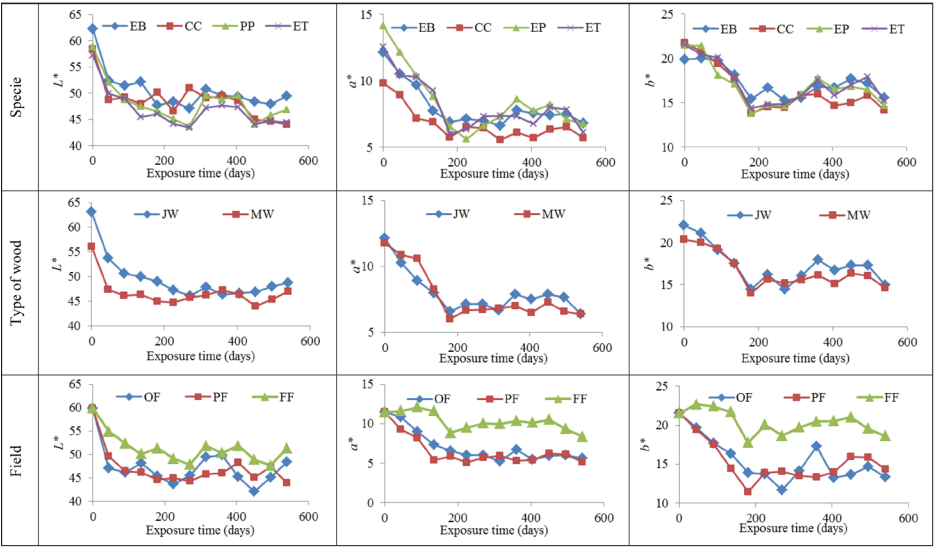 Specie
EB CC PP ET
65
60
55
50
45
40
L*
0 200 400 600
Exposure time (days)
EB CC EP ET
15
10
5
a*
0 200 400 600
Exposure time (days)
EB CC EP ET
25
20
15
10
b*
0 200 400 600
Exposure time (days)
Type of wood
JW MW
65
60
55
50
45
40
L*
0 200 400 600
Exposure time (days)
JW MW
15
10
5
a*
0 200 400 600
Exposure time (days)
JW MW
25
20
15
10
b*
0 200 400 600
Exposure time (days)
Field
OF PF FF
65
60
55
50
45
40
L*
0 200 400 600
Exposure time (days)
OF PF FF
15
10
5
0
a*
0 200 400 600
Exposure time (days)
OF PF FF
25
20
15
10
b*
0 200 400 600
Exposure time (days)